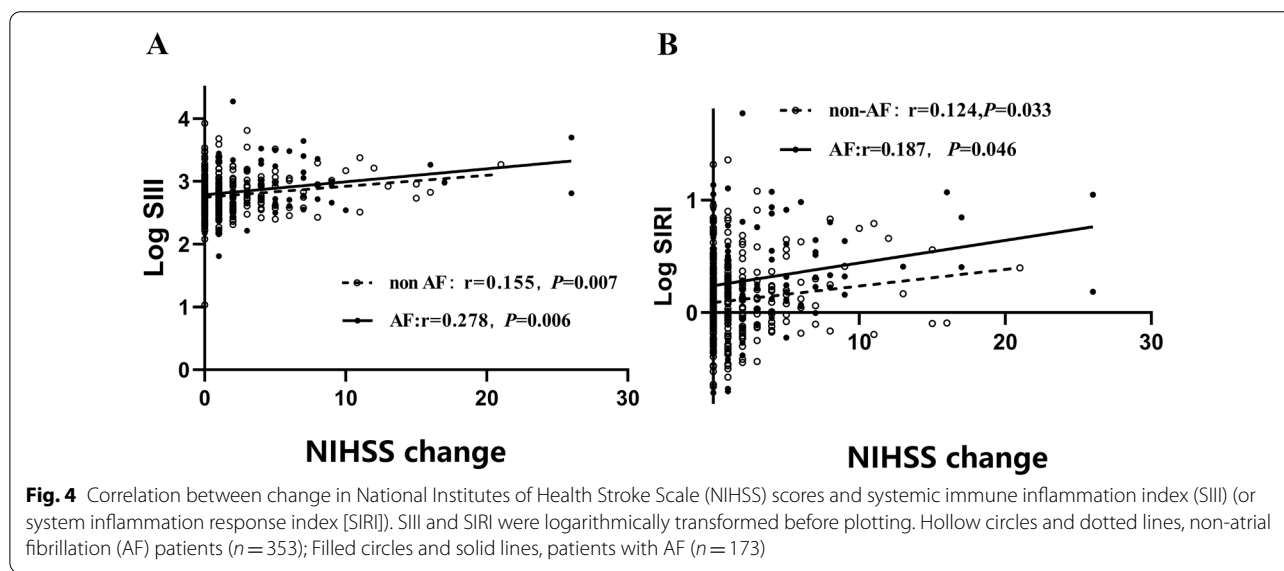 A
Log SIII
4
3
2
1
0
0
10
20
30
non AF： r=0.155， P=0.007
AF:r=0.278， P=0.006
NIHSS change
B
Log SIRI
1
0
10
20
30
non-AF： r=0.124,P=0.033
AF:r=0.187， P=0.046
NIHSS change
Fig. 4 Correlation between change in National Institutes of Health Stroke Scale (NIHSS) scores and systemic immune inflammation index (SIII) (or
system inflammation response index [SIRI]). SIII and SIRI were logarithmically transformed before plotting. Hollow circles and dotted lines, non-atrial
fibrillation (AF) patients (n = 353); Filled circles and solid lines, patients with AF (n = 173)